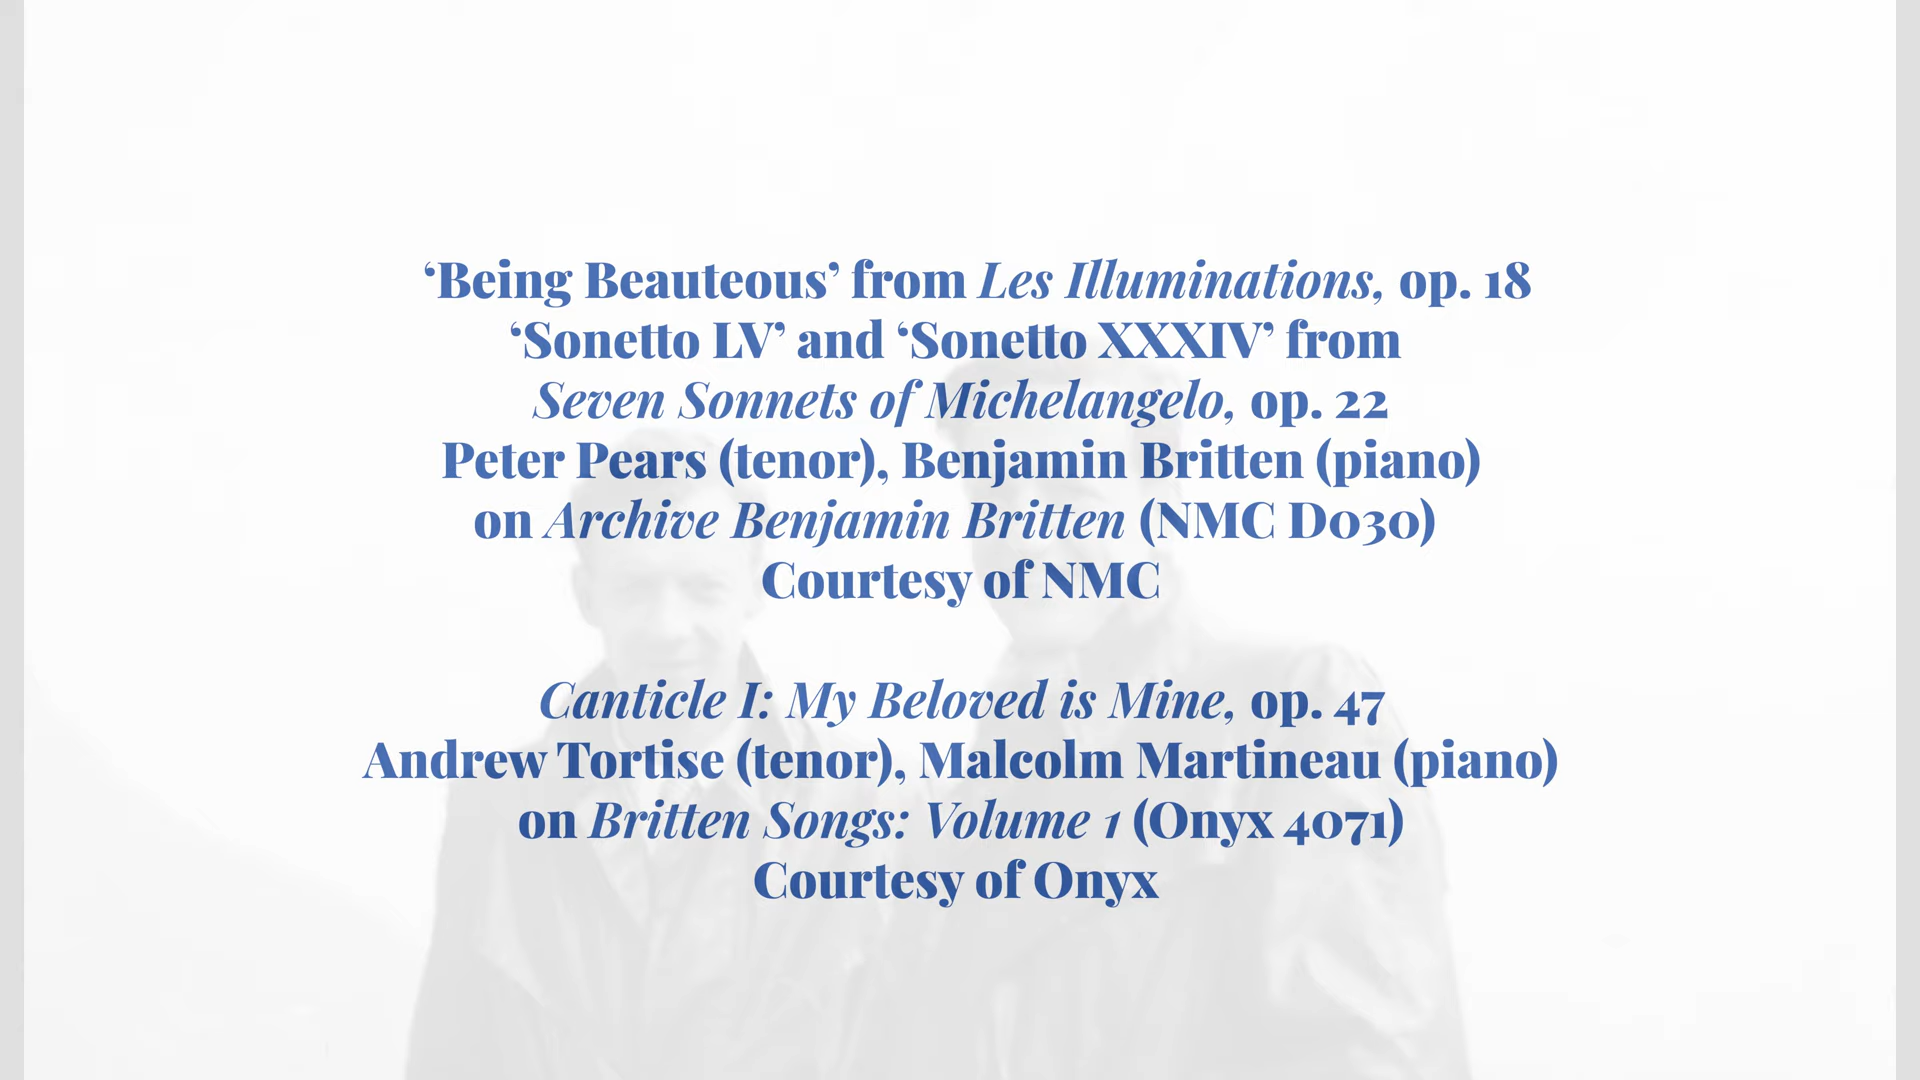 ‘Being Beauteous’ from Les Illuminations, op. 18
‘Sonetto LV’ and ‘Sonetto XXXIV’ from
Seven Sonnets of Michelangelo, op. 22
Peter Pears (tenor), Benjamin Britten (piano)
on Archive Benjamin Britten (NMC D030)
Courtesy of NMC
Canticle I: My Beloved is Mine, op. 47
Andrew Tortise (tenor), Malcolm Martineau (piano)
on Britten Songs: Volume 1 (Onyx 4071)
Courtesy of Onyx